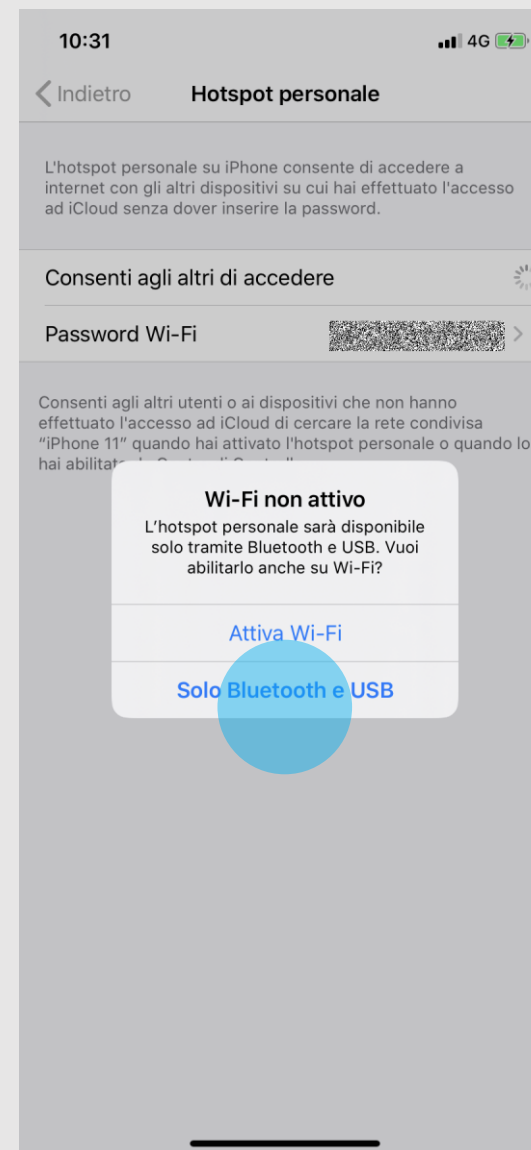 10:31
4G
Indietro
Hotspot personale
L'hotspot personale su iPhone consente di accedere a
internet con gli altri dispositivi su cui hai effettuato l'accesso
ad iCloud senza dover inserire la password.
Consenti agli altri di accedere
Password Wi-Fi
Consenti agli altri utenti o ai dispositivi che non hanno
effettuato l'accesso ad iCloud di cercare la rete condivisa
“iPhone 11” quando hai attivato l'hotspot personale o quando lo
hai
Wi-Fi non attivo
L'hotspot personale sarà disponibile
solo tramite Bluetooth e USB. Vuoi
abilitarlo anche su Wi-Fi?
Attiva Wi-Fi
Solo Bluetooth e USB